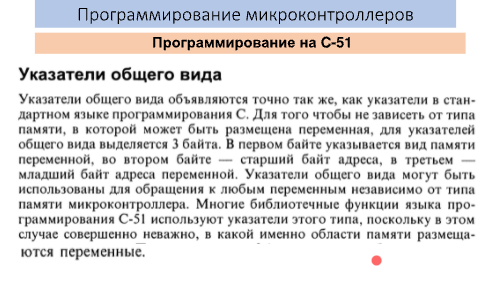 Программирование микроконтроллеров
Программирование на С-51
Указатели общего вида
Указатели общего вида объявляются точно так же, как указатели в стан-
дартном языке программирования С. Для того чтобы не зависеть от типа
памяти, в которой может быть размещена переменная, для указателей
общего вида выделяется 3 байта. В первом байте указывается вид памяти
переменной, во втором байте — старший байт адреса, в третьем —
младший байт адреса переменной. Указатели общего вида могут быть
использованы для обращения к любым переменным независимо от типа
памяти микроконтроллера. Многие библиотечные функции языка про-
граммирования С-51 используют указатели этого типа, поскольку в этом
случае совершенно неважно, в какой именно области памяти размеща-
ются переменные.